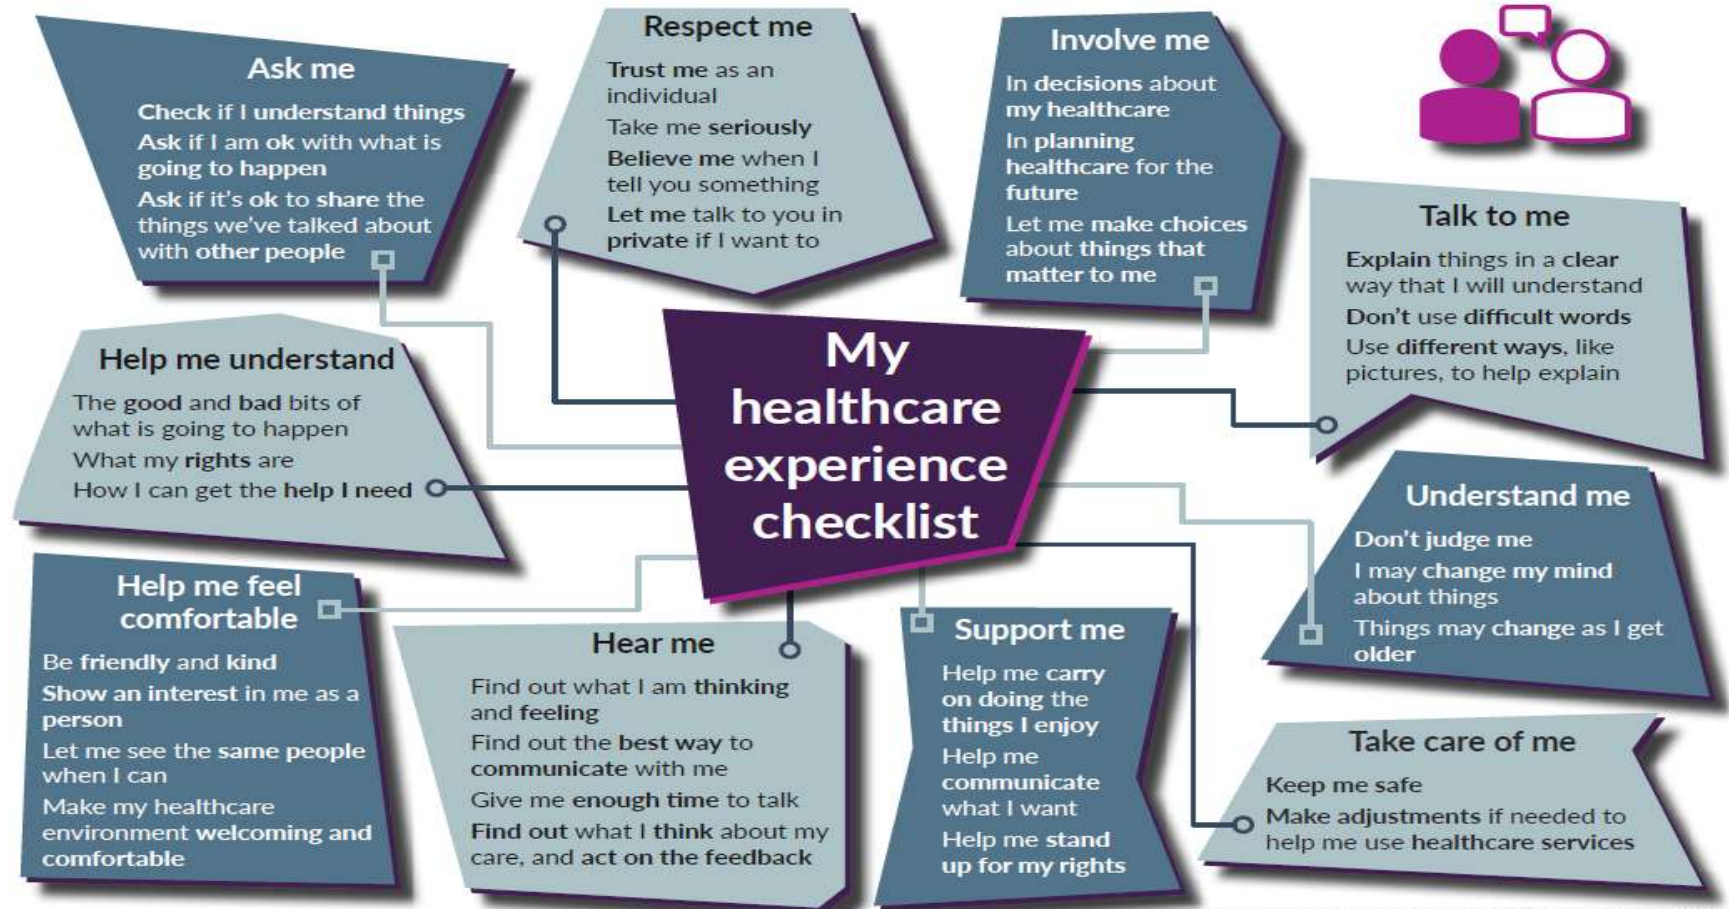 Ask me
Check if I understand things
Ask if I am ok with what is
going to happen
Ask if it's ok to share the
things we've talked about
with other people
Respect me
Trust me as an
individual
Take me seriously
Believe me when I
tell you something
Let me talk to you in
private if I want to
Involve me
In decisions about
my healthcare
In planning
healthcare for the
future
Let me make choices
about things that
matter to me
Talk to me
Explain things in a clear
way that I will understand
Don't use difficult words
Use different ways, like
pictures, to help explain
Help me understand
The good and bad bits of
what is going to happen
What my rights are
How I can get the help I need
My
healthcare
experience
checklist
Understand me
Don't judge me
I may change my mind
about things
Things may change as I get
older
Help me feel
comfortable
Be friendly and kind
Show an interest in me as a
person
Let me see the same people
when I can
Make my healthcare
environment welcoming and
comfortable
Hear me
Find out what I am thinking
and feeling
Find out the best way to
communicate with me
Give me enough time to talk
Find out what I think about my
care, and act on the feedback
Support me
Help me carry
on doing the
things I enjoy
Help me
communicate
what I want
Help me stand
up for my rights
Take care of me
Keep me safe
Make adjustments if needed to
help me use healthcare services